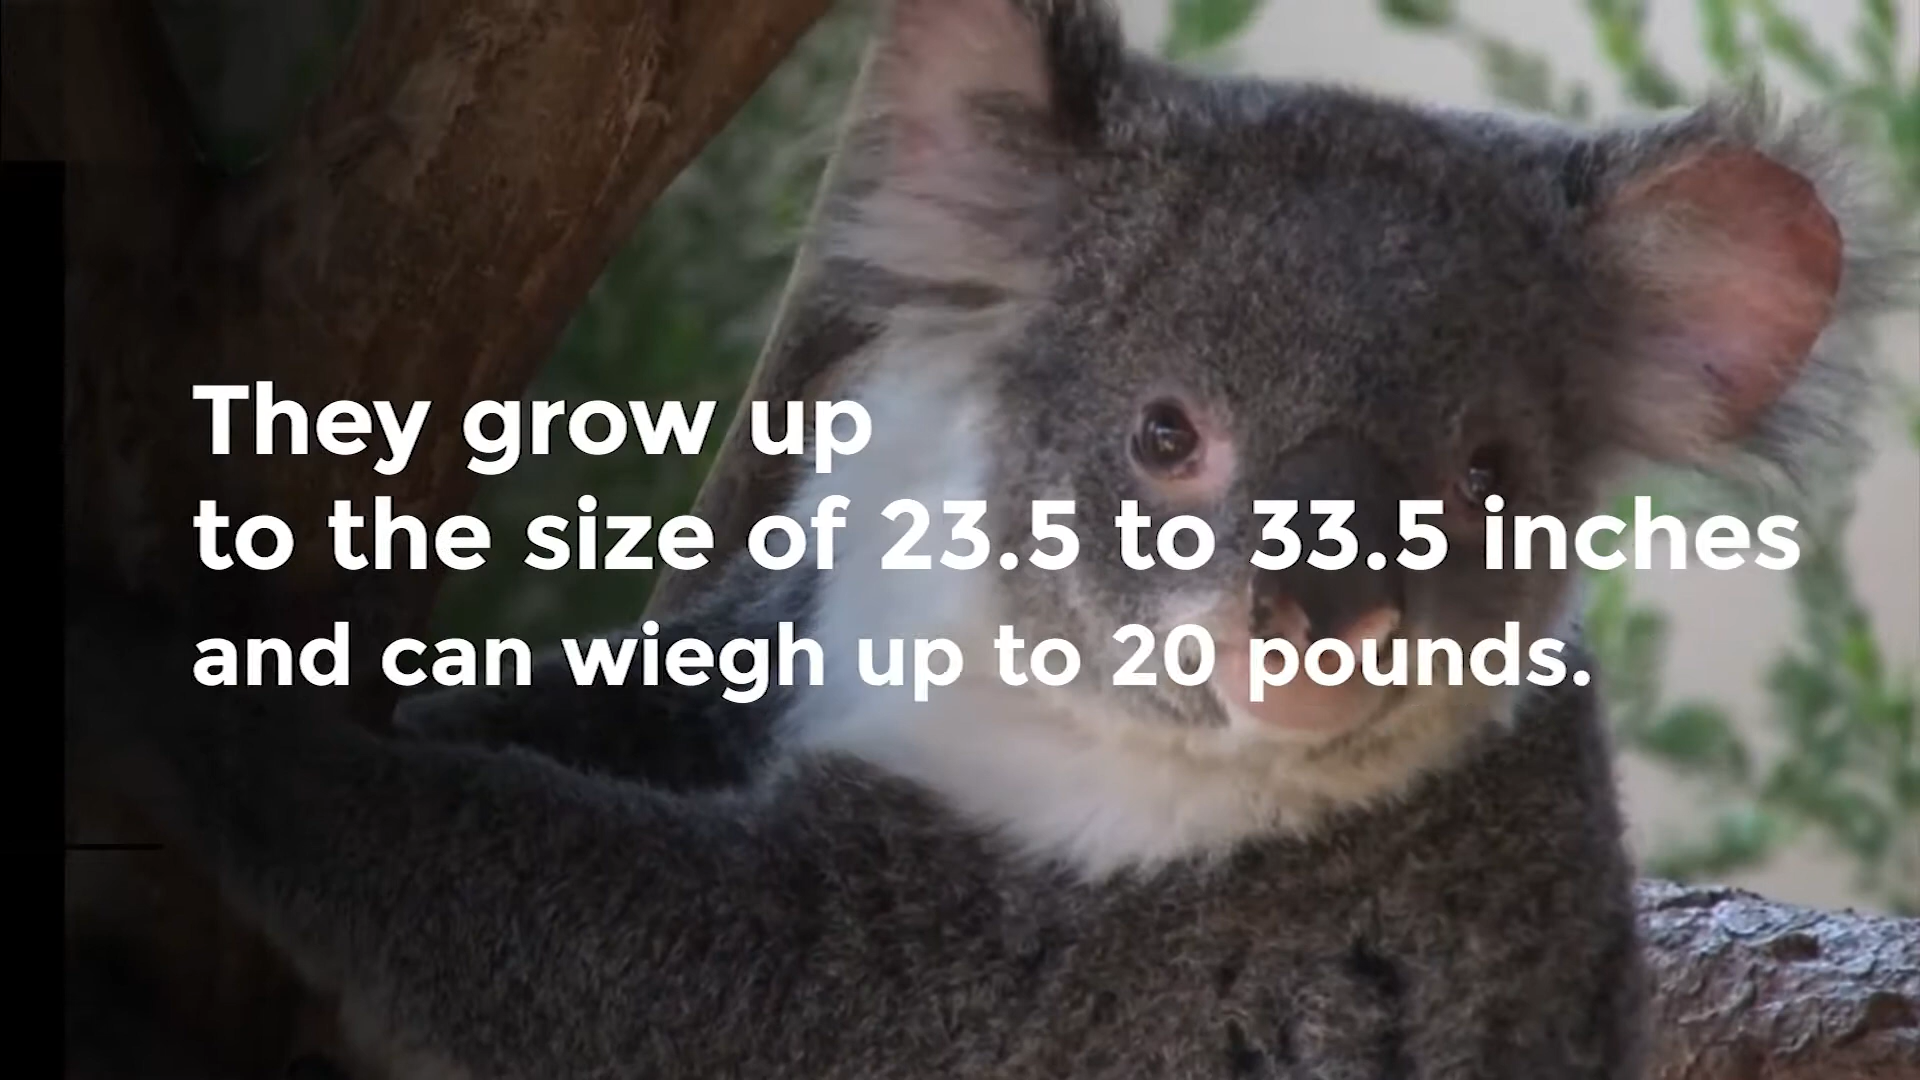 They grow up
to the size of 23.5 to 33.5 inches
and can wiegh up to 20 pounds.